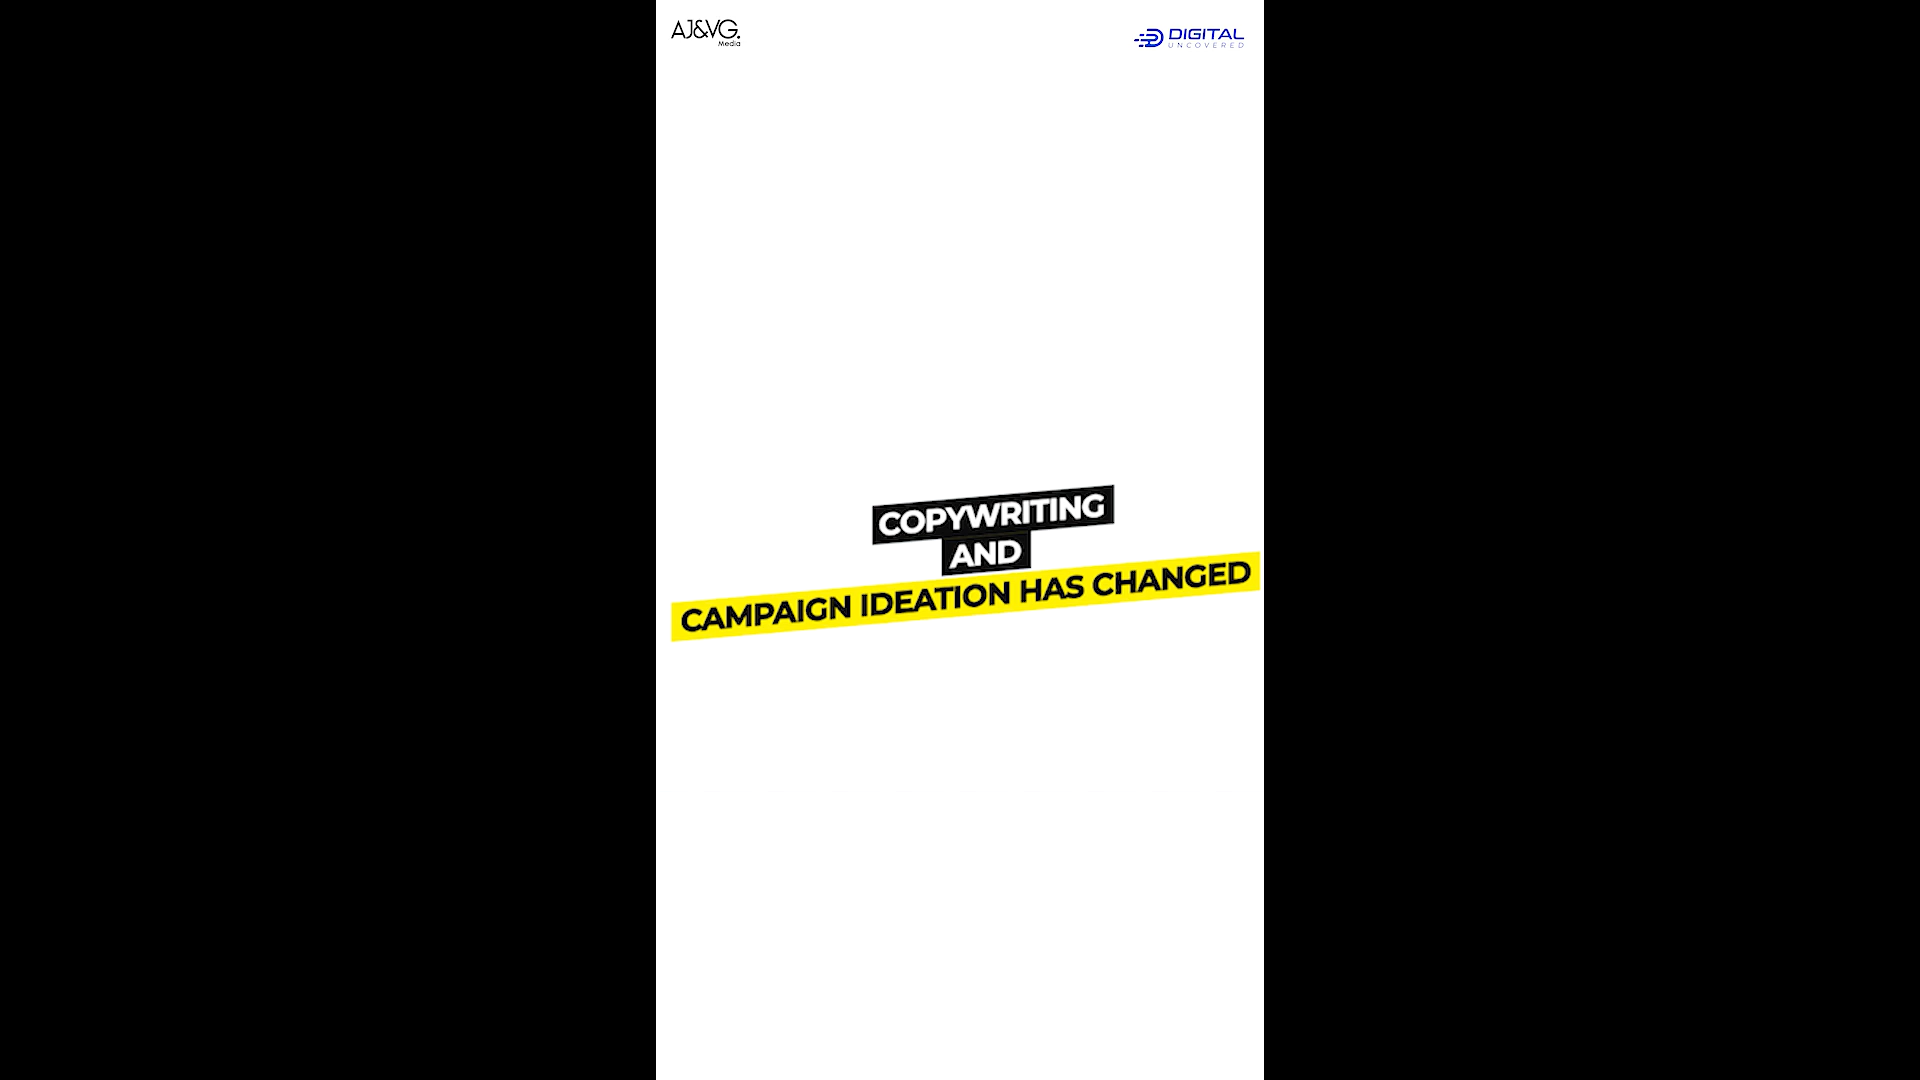 AJ&VG.
Media
DIGITAL
UNCOVERED
COPYWRITING
AND
CAMPAIGN IDEATION HAS CHANGED